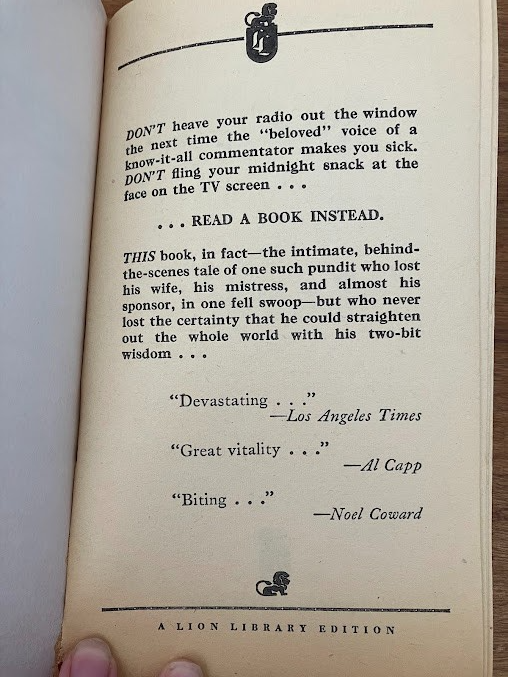 LL
DON'T heave your radio out the window
the next time the "beloved" voice of a
know-it-all commentator makes you sick.
DON'T fling your midnight snack at the
face on the TV screen . . .
. . . READ A BOOK INSTEAD.
THIS book, in fact—the intimate, behind-
the-scenes tale of one such pundit who lost
his wife, his mistress, and almost his
sponsor, in one fell swoop—but who never
lost the certainty that he could straighten
out the whole world with his two-bit
wisdom . . .
"Devastating . . ."
—Los Angeles Times
"Great vitality . . ."
—Al Capp
"Biting . . ."
—Noel Coward
A LION LIBRARY EDITION